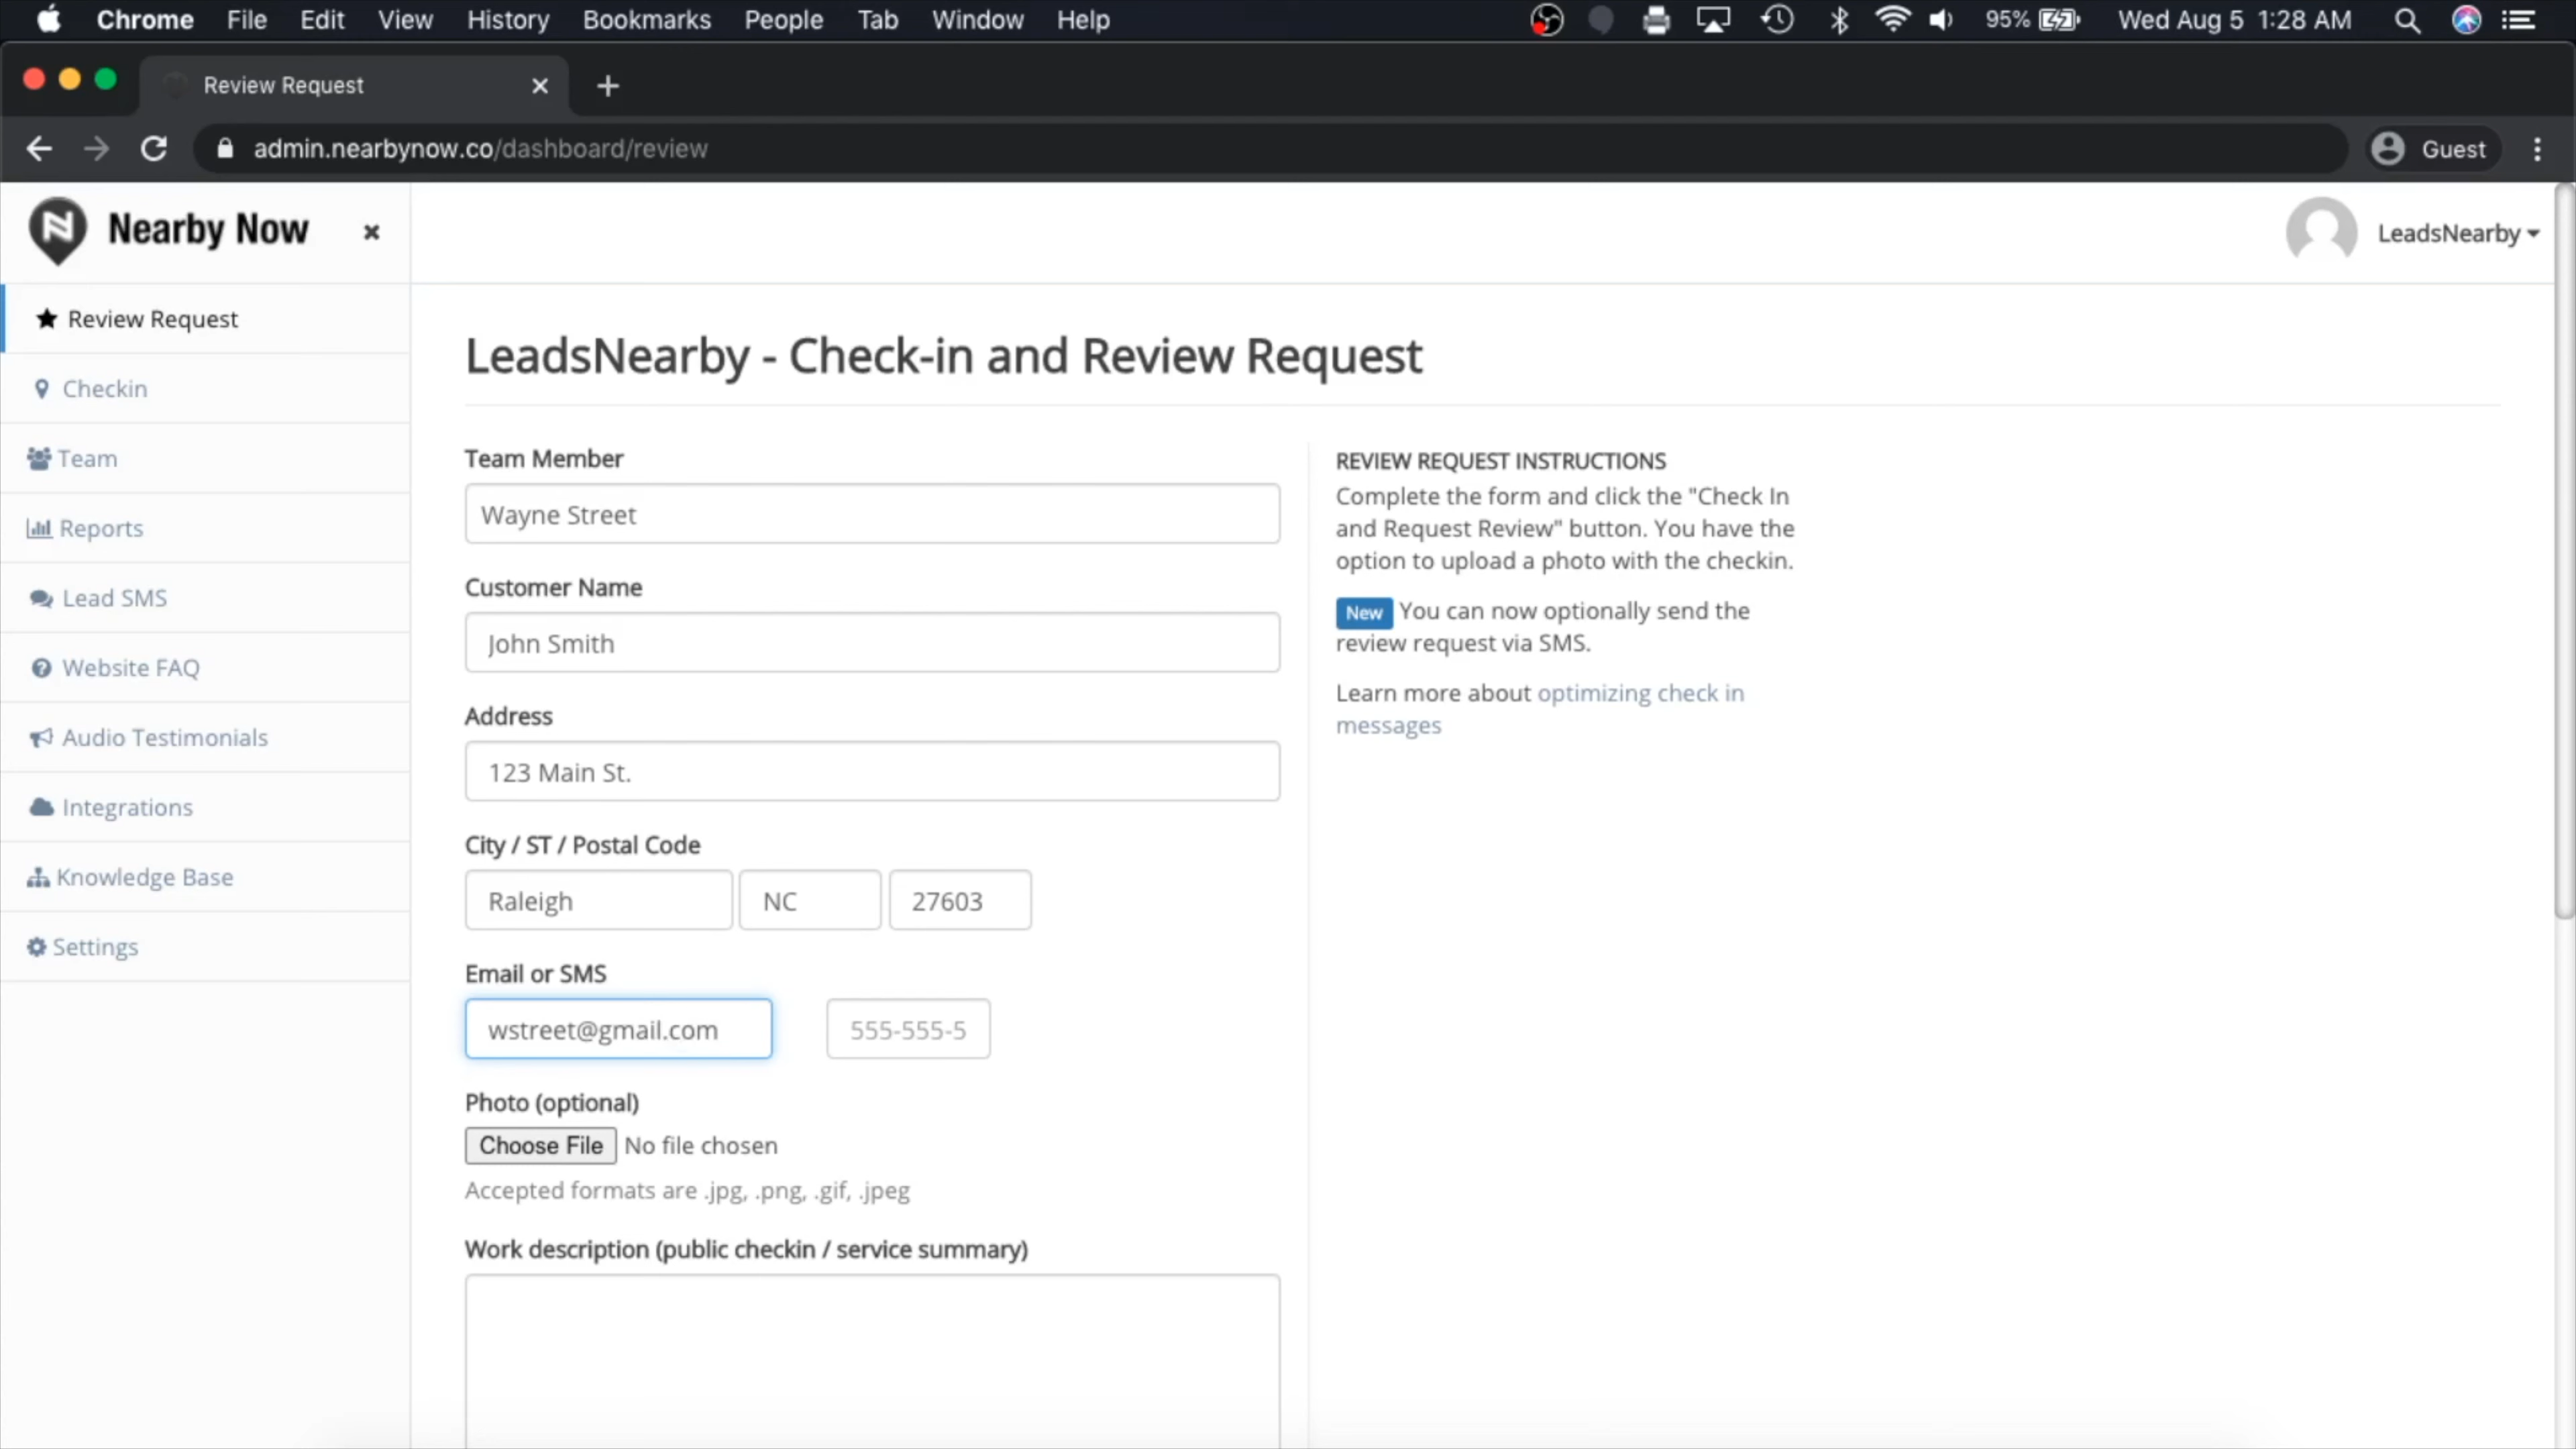 Chrome File Edit View History Bookmarks People Tab Window Help 95% Wed Aug 5 1:28 AM
Review Request
admin.nearbynow.co/dashboard/review Guest
Nearby Now
LeadsNearby
Review Request
Checkin
Team
Reports
Lead SMS
Website FAQ
Audio Testimonials
Integrations
Knowledge Base
Settings
LeadsNearby - Check-in and Review Request
Team Member
Wayne Street
Customer Name
John Smith
Address
123 Main St.
City / ST / Postal Code
Raleigh NC 27603
Email or SMS
wstreet@gmail.com 555-555-5
Photo (optional)
Choose File No file chosen
Accepted formats are .jpg, .png, .gif, .jpeg
Work description (public checkin / service summary)
REVIEW REQUEST INSTRUCTIONS
Complete the form and click the "Check In
and Request Review" button. You have the
option to upload a photo with the checkin.
New You can now optionally send the
review request via SMS.
Learn more about optimizing check in
messages